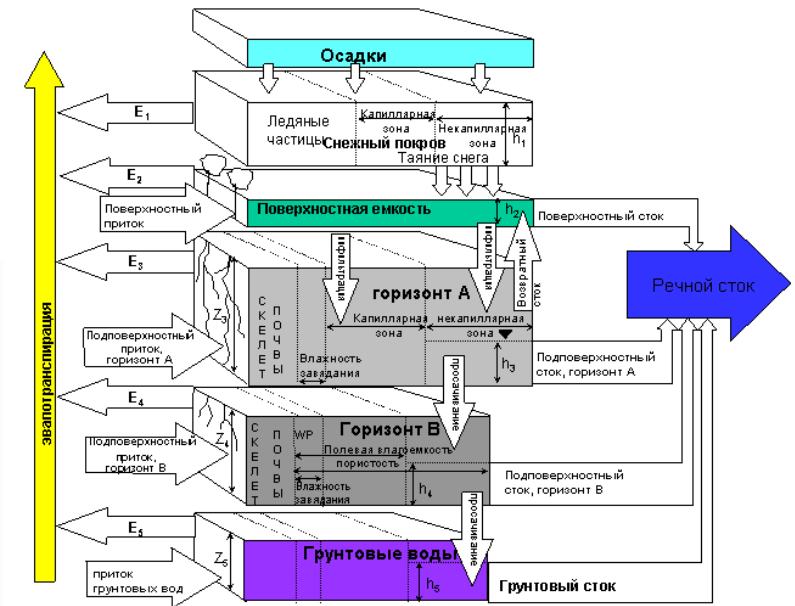 Осадки
E1
Ледяные
частицы
Капиллярная
зона
Некапиллярная
зона
Снежный покров
h1
Таяние снега
E2
Поверхностный
приток
Поверхностная емкость
h2
Поверхностный сток
E3
инфильтрация
инфильтрация
Возвратный
сток
Речной сток
Z3
СКЕЛЕТ
ПОЧВЫ
горизонт А
Капиллярная
зона
некапиллярная
зона
Подповерхностный
приток,
горизонт А
Влажность
завядания
h3
Подповерхностный
сток, горизонт А
эвапотранспирация
E4
просачивание
Z4
СКЕЛЕТ
ПОЧВЫ
Горизонт В
WP
Полевая влагоемкость
пористость
Подповерхностный
приток,
горизонт В
Влажность
завядания
h4
Подповерхностный
сток, горизонт В
E5
просачивание
Z5
Грунтовые воды
приток
грунтовых вод
h5
Грунтовый сток